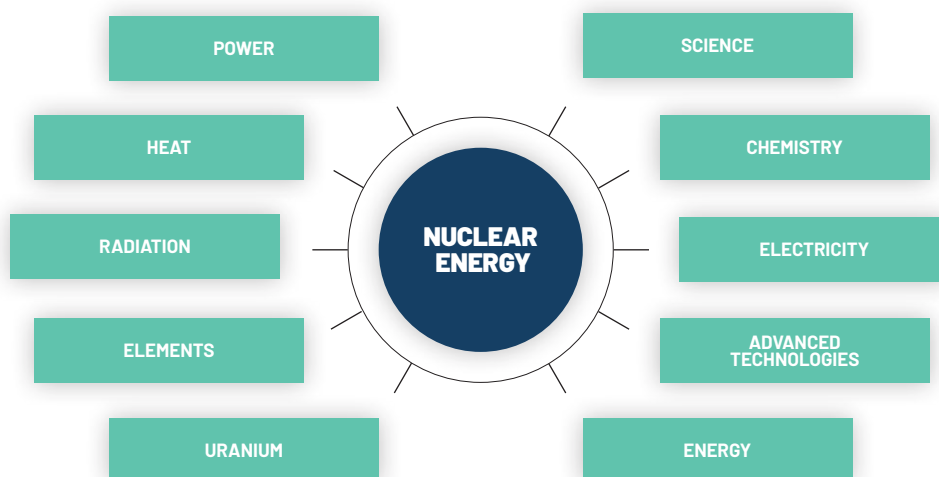 POWER
SCIENCE
HEAT
CHEMISTRY
RADIATION
NUCLEAR
ENERGY
ELECTRICITY
ELEMENTS
ADVANCED
TECHNOLOGIES
URANIUM
ENERGY